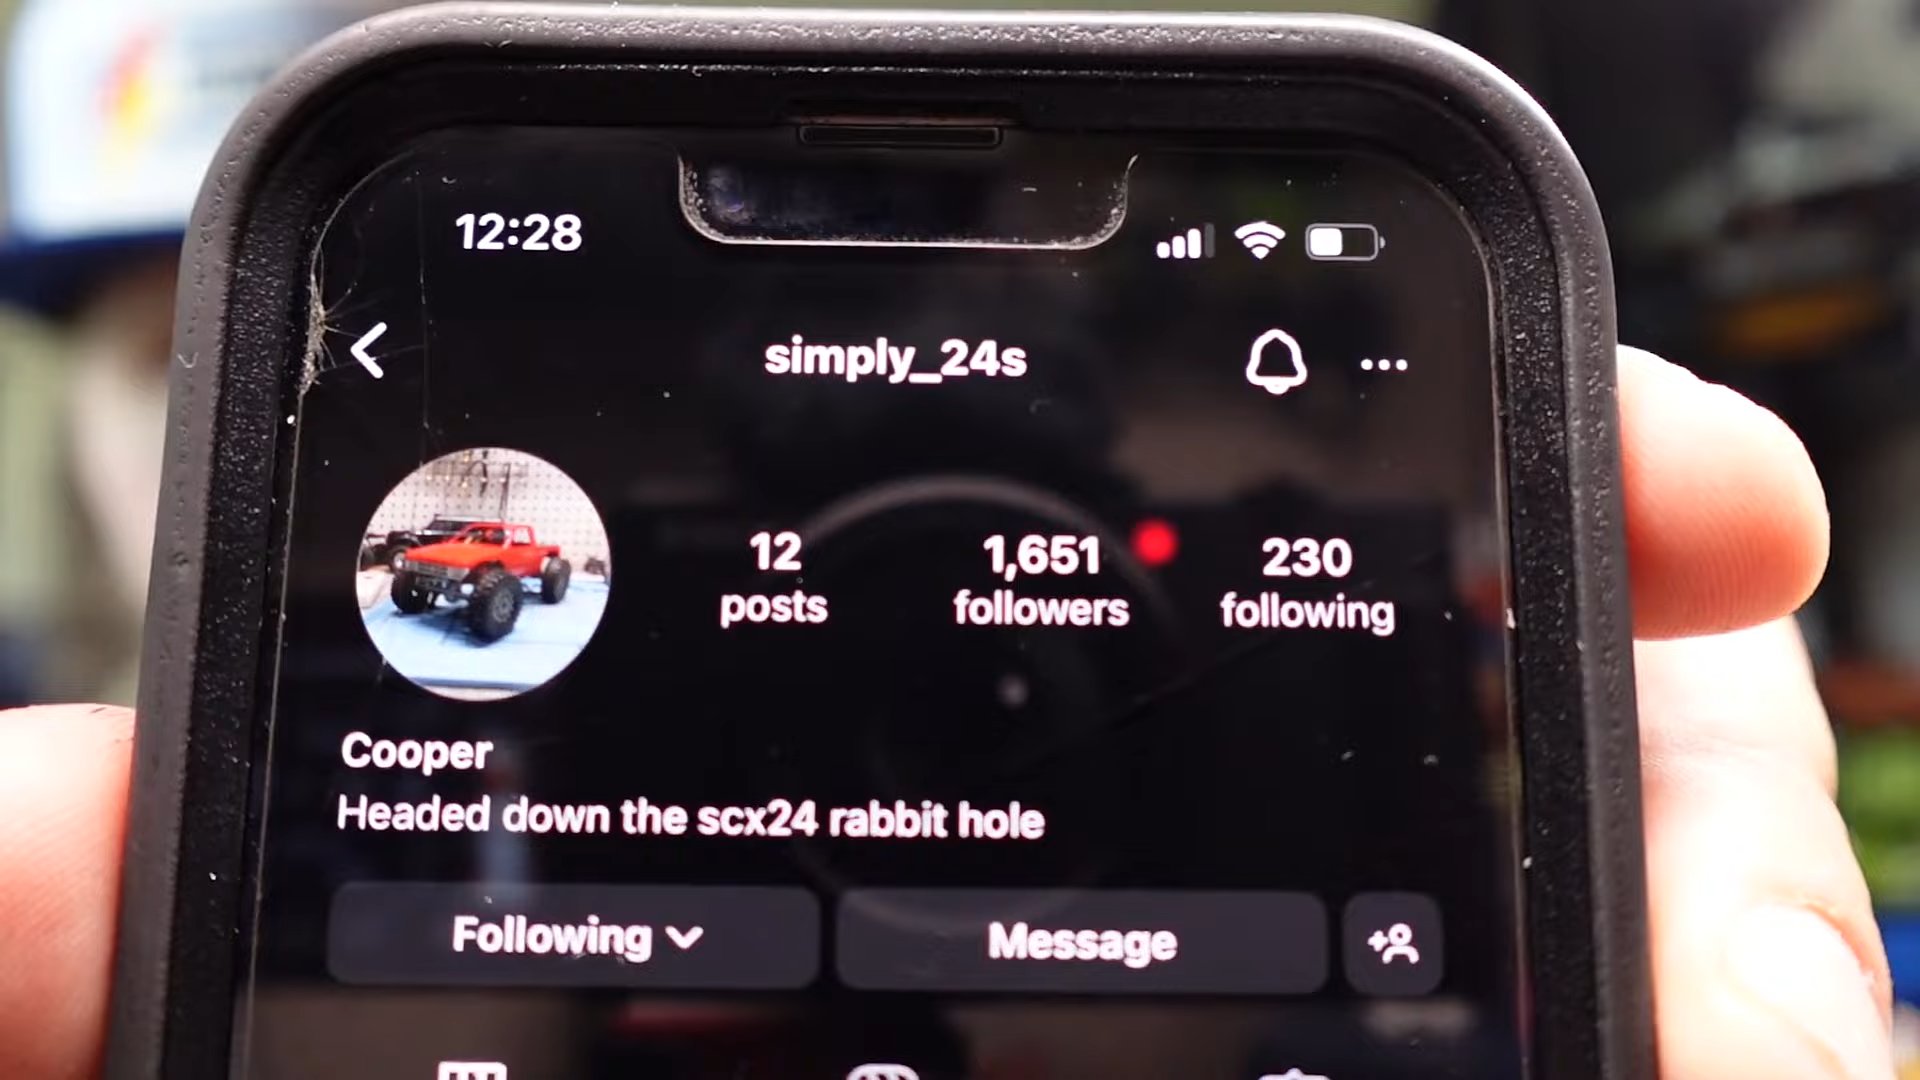 12:28
simply_24s
12
posts
1,651
followers
230
following
Cooper
Headed down the scx24 rabbit hole
Following
Message